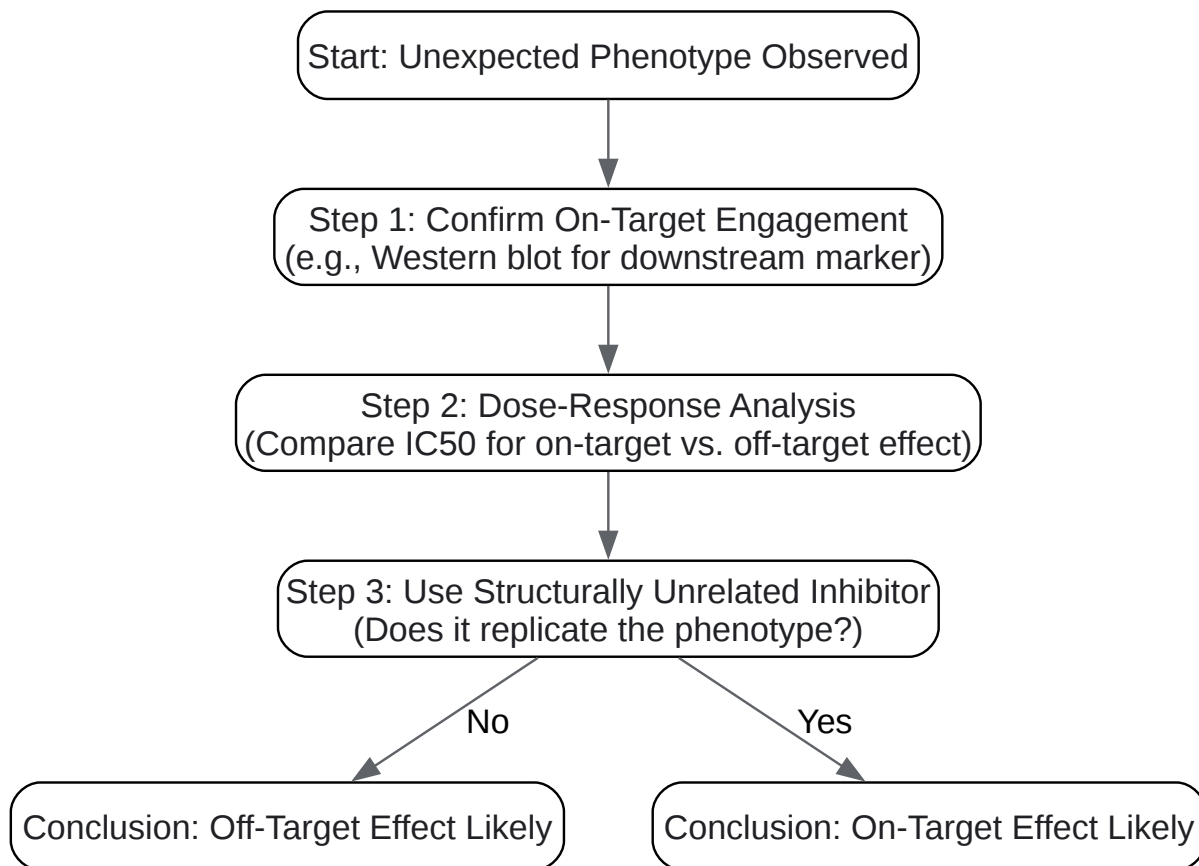 Start: Unexpected Phenotype Observed
Step 1: Confirm On-Target Engagement
(e.g., Western blot for downstream marker)
Step 2: Dose-Response Analysis
(Compare IC50 for on-target vs. off-target effect)
Step 3: Use Structurally Unrelated Inhibitor
(Does it replicate the phenotype?)
No
Yes
Conclusion: Off-Target Effect Likely
Conclusion: On-Target Effect Likely